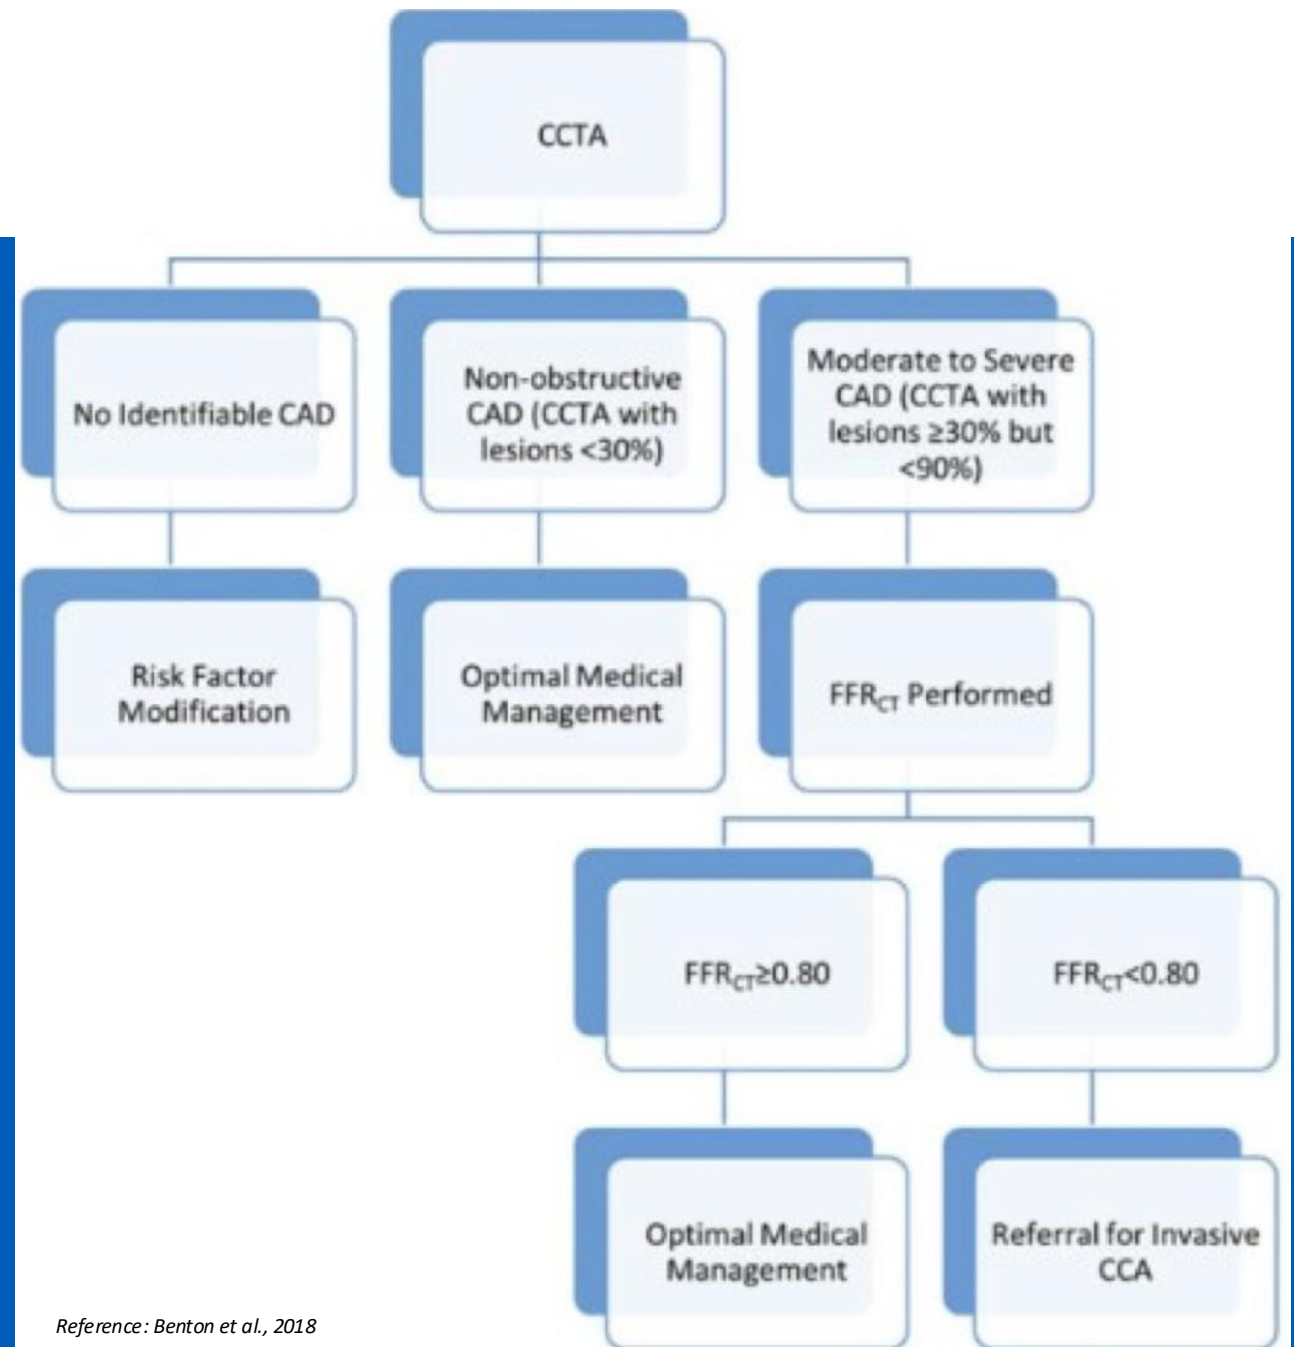 CCTA
No Identifiable CAD
Non-obstructive
CAD (CCTA with
lesions <30%)
Moderate to Severe
CAD (CCTA with
lesions ≥30% but
<90%)
Risk Factor
Modification
Optimal Medical
Management
FFRCT Performed
FFRCT≥0.80
FFRCT<0.80
Optimal Medical
Management
Referral for Invasive
CCA
Reference: Benton et al., 2018